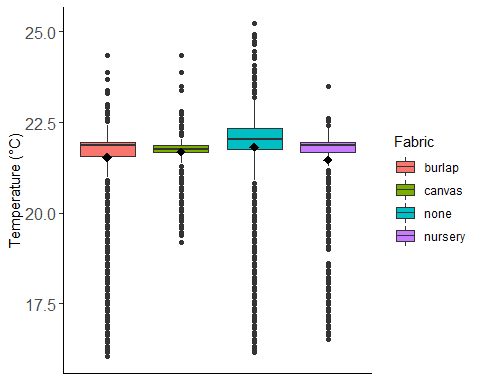 25.0
22.5
20.0
17.5
Temperature (°C)
Fabric
burlap
canvas
none
nursery